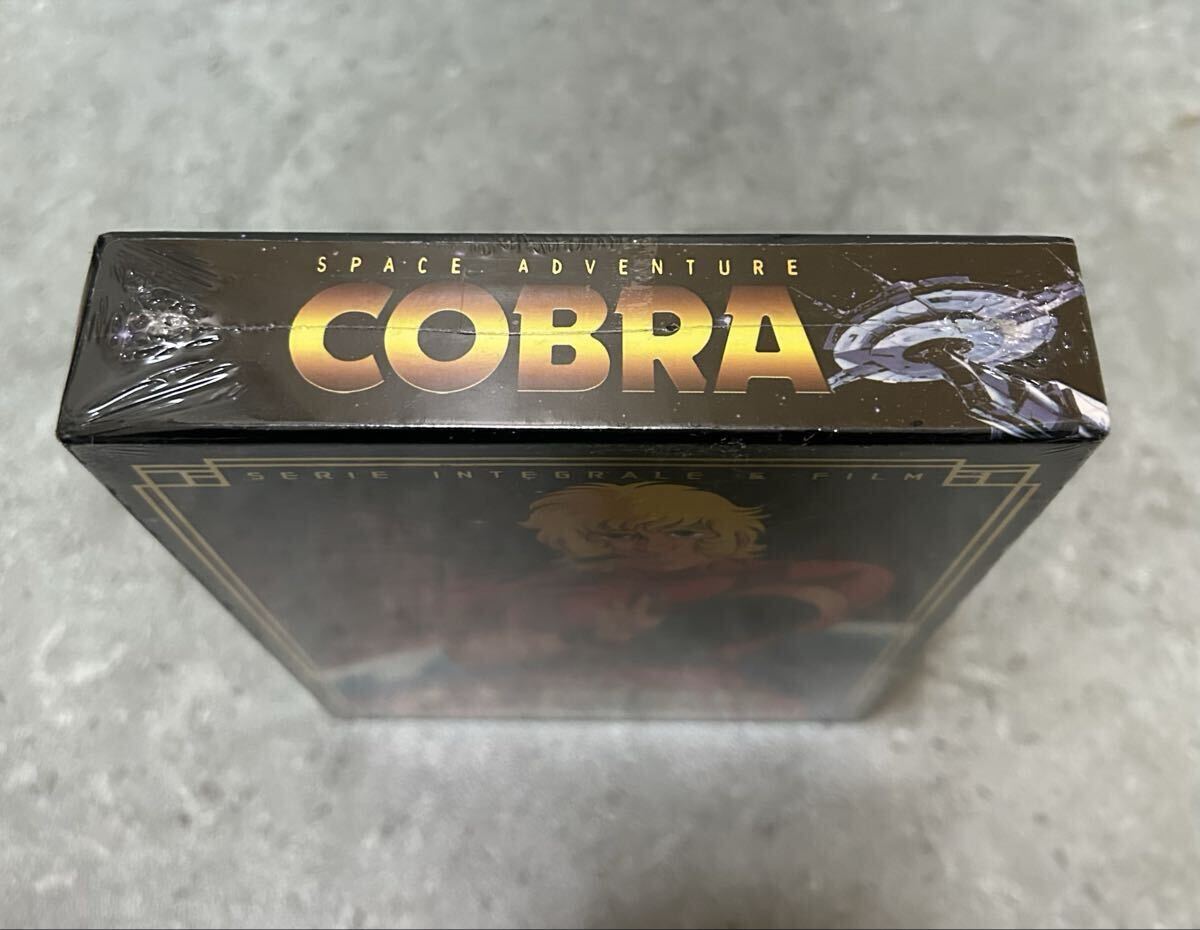 SPACE ADVENTURE
COBRA
SERIE INTEGRALE & FILM